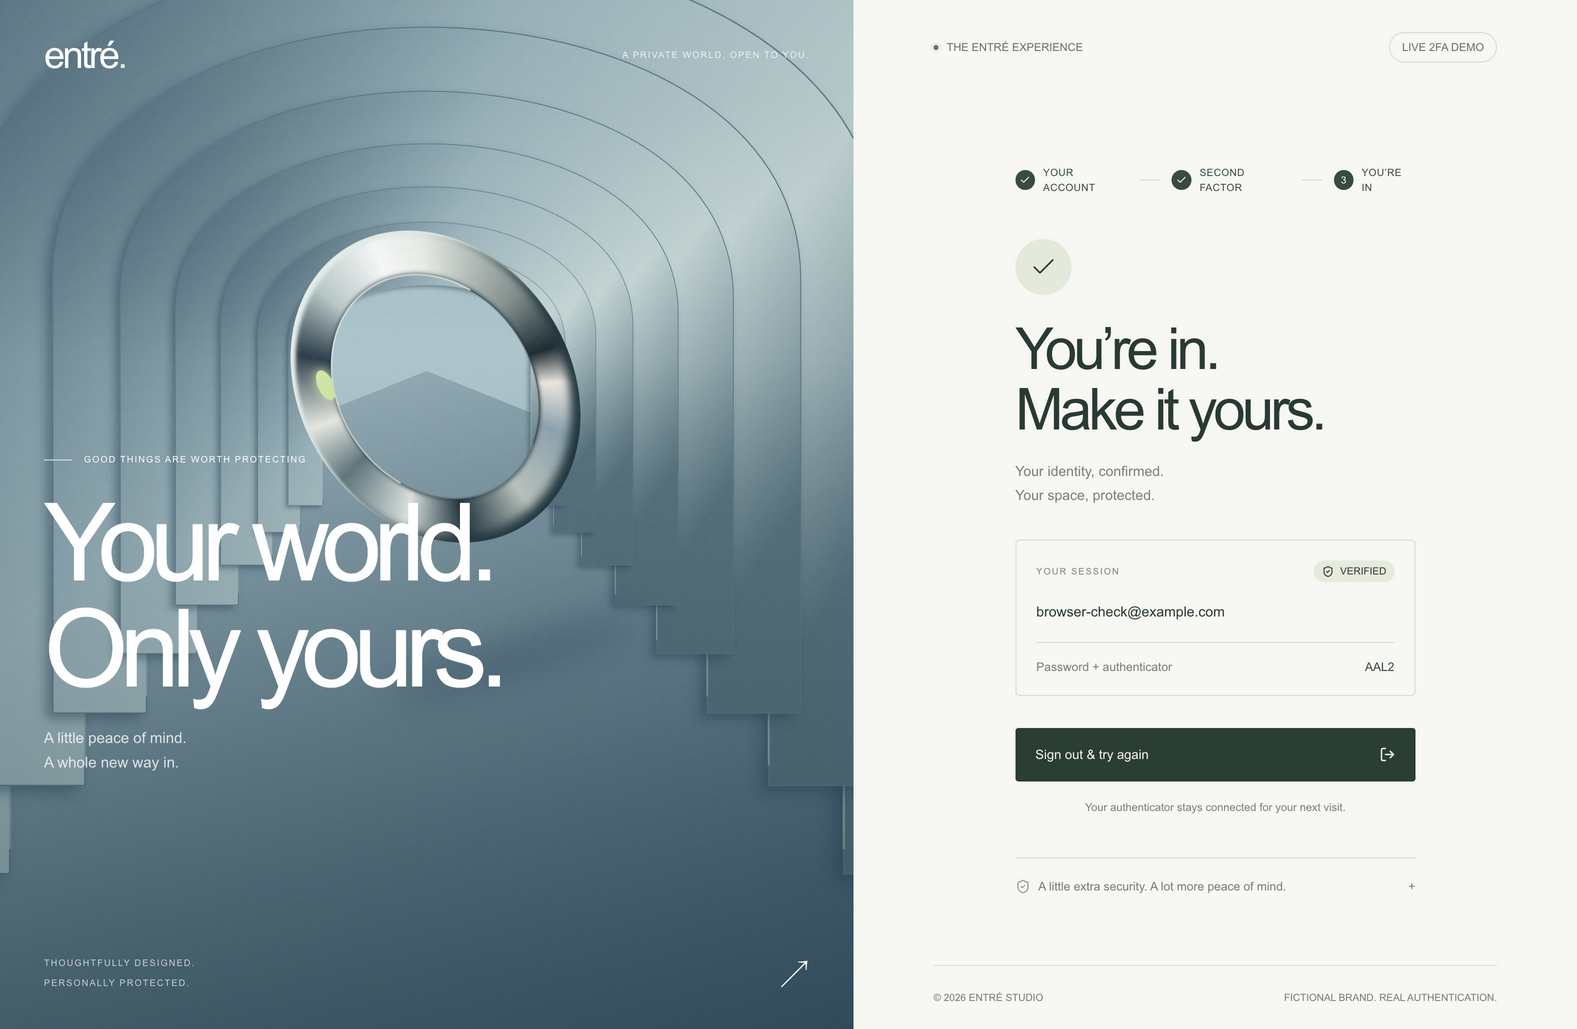 entré.
A PRIVATE WORLD, OPEN TO YOU.
GOOD THINGS ARE WORTH PROTECTING
Your world.
Only yours.
A little peace of mind.
A whole new way in.
THOUGHTFULLY DESIGNED.
PERSONALLY PROTECTED.
THE ENTRÉ EXPERIENCE
LIVE 2FA DEMO
YOUR
ACCOUNT
SECOND
FACTOR
3
YOU’RE
IN
You’re in.
Make it yours.
Your identity, confirmed.
Your space, protected.
YOUR SESSION
VERIFIED
browser-check@example.com
Password + authenticator
AAL2
Sign out & try again
Your authenticator stays connected for your next visit.
A little extra security. A lot more peace of mind.
+
© 2026 ENTRÉ STUDIO
FICTIONAL BRAND. REAL AUTHENTICATION.